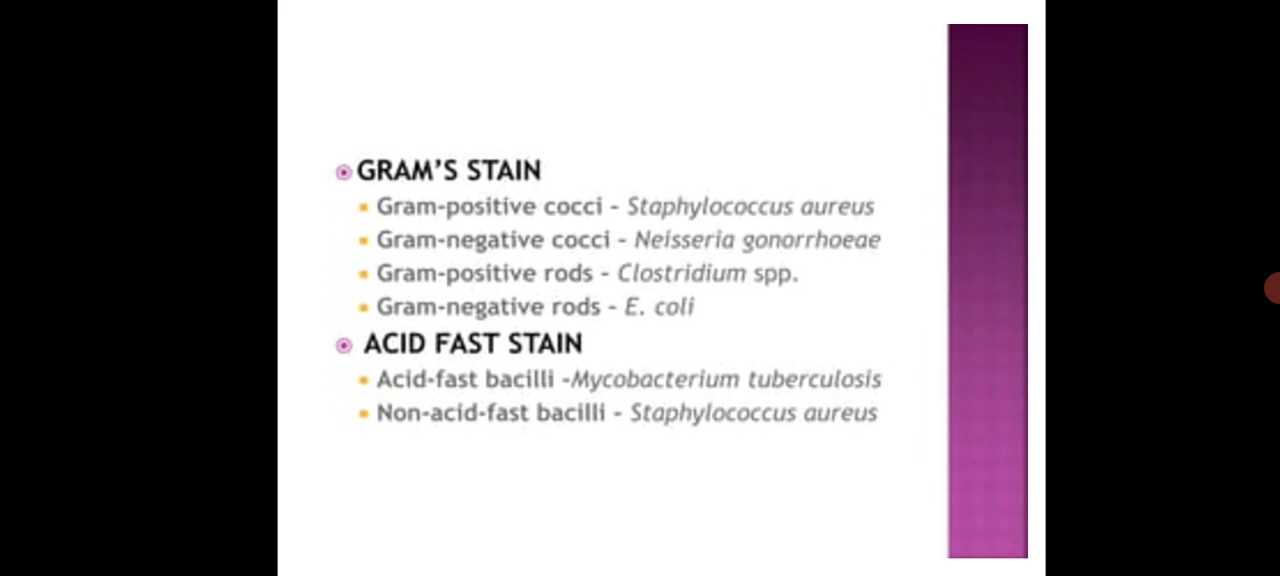 GRAM'S STAIN
Gram-positive cocci - Staphylococcus aureus
Gram-negative cocci - Neisseria gonorrhoeae
Gram-positive rods - Clostridium spp.
Gram-negative rods - E. coli
ACID FAST STAIN
Acid-fast bacilli -Mycobacterium tuberculosis
Non-acid-fast bacilli - Staphylococcus aureus